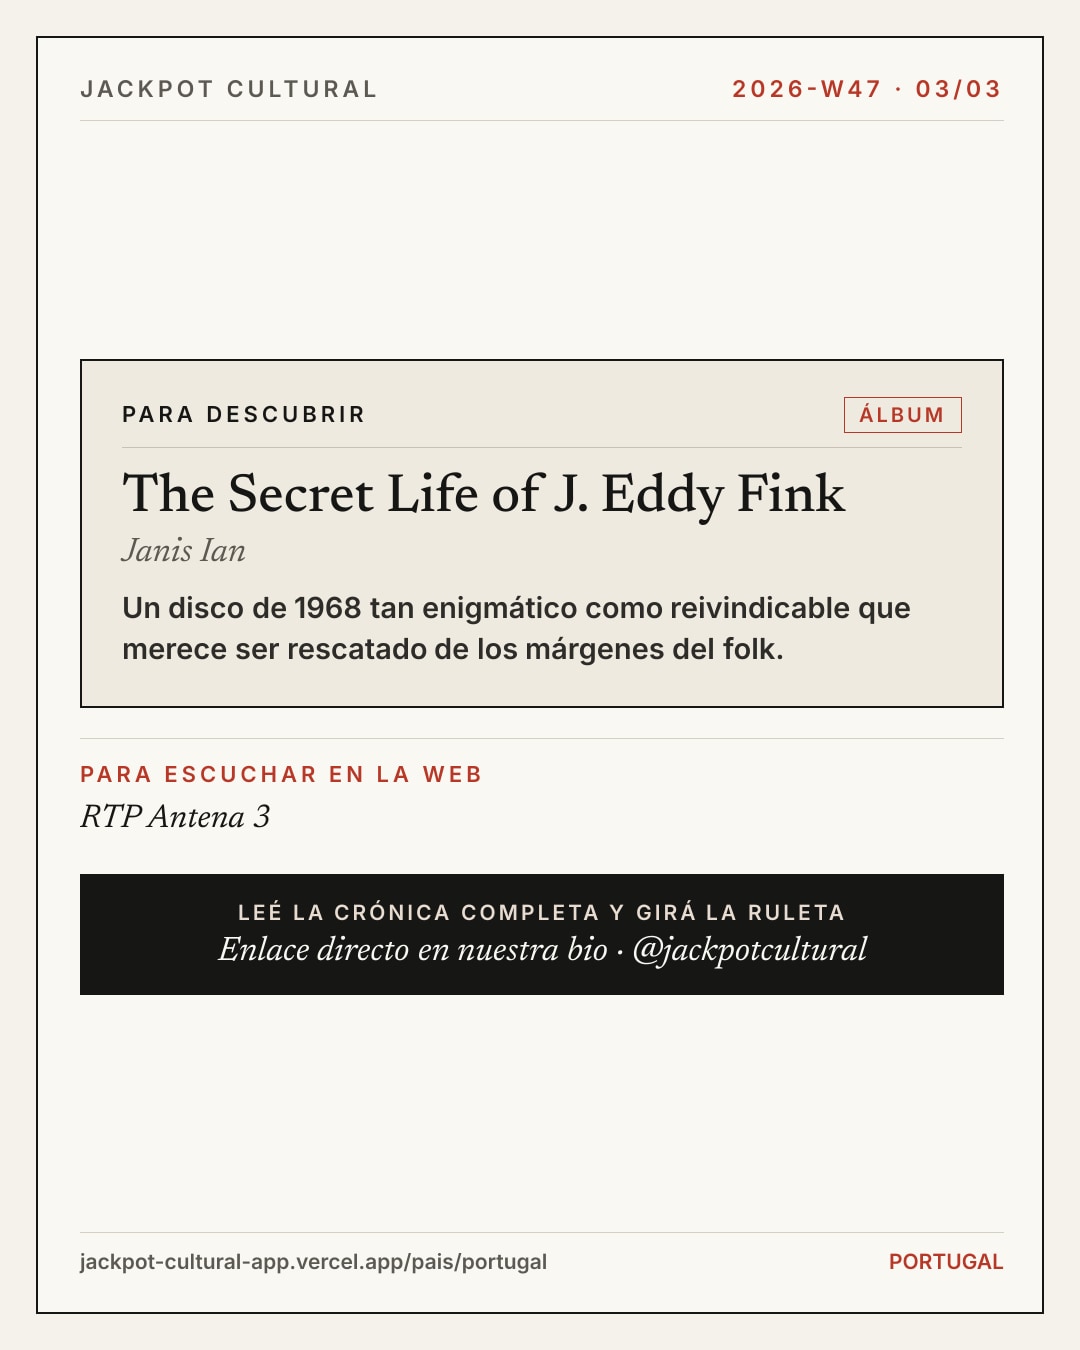 JACKPOT CULTURAL
2026-W47 · 03/03
PARA DESCUBRIR
ÁLBUM
The Secret Life of J. Eddy Fink
Janis Ian
Un disco de 1968 tan enigmático como reivindicable que
merece ser rescatado de los márgenes del folk.
PARA ESCUCHAR EN LA WEB
RTP Antena 3
LEÉ LA CRÓNICA COMPLETA Y GIRÁ LA RULETA
Enlace directo en nuestra bio · @jackpotcultural
jackpot-cultural-app.vercel.app/pais/portugal
PORTUGAL